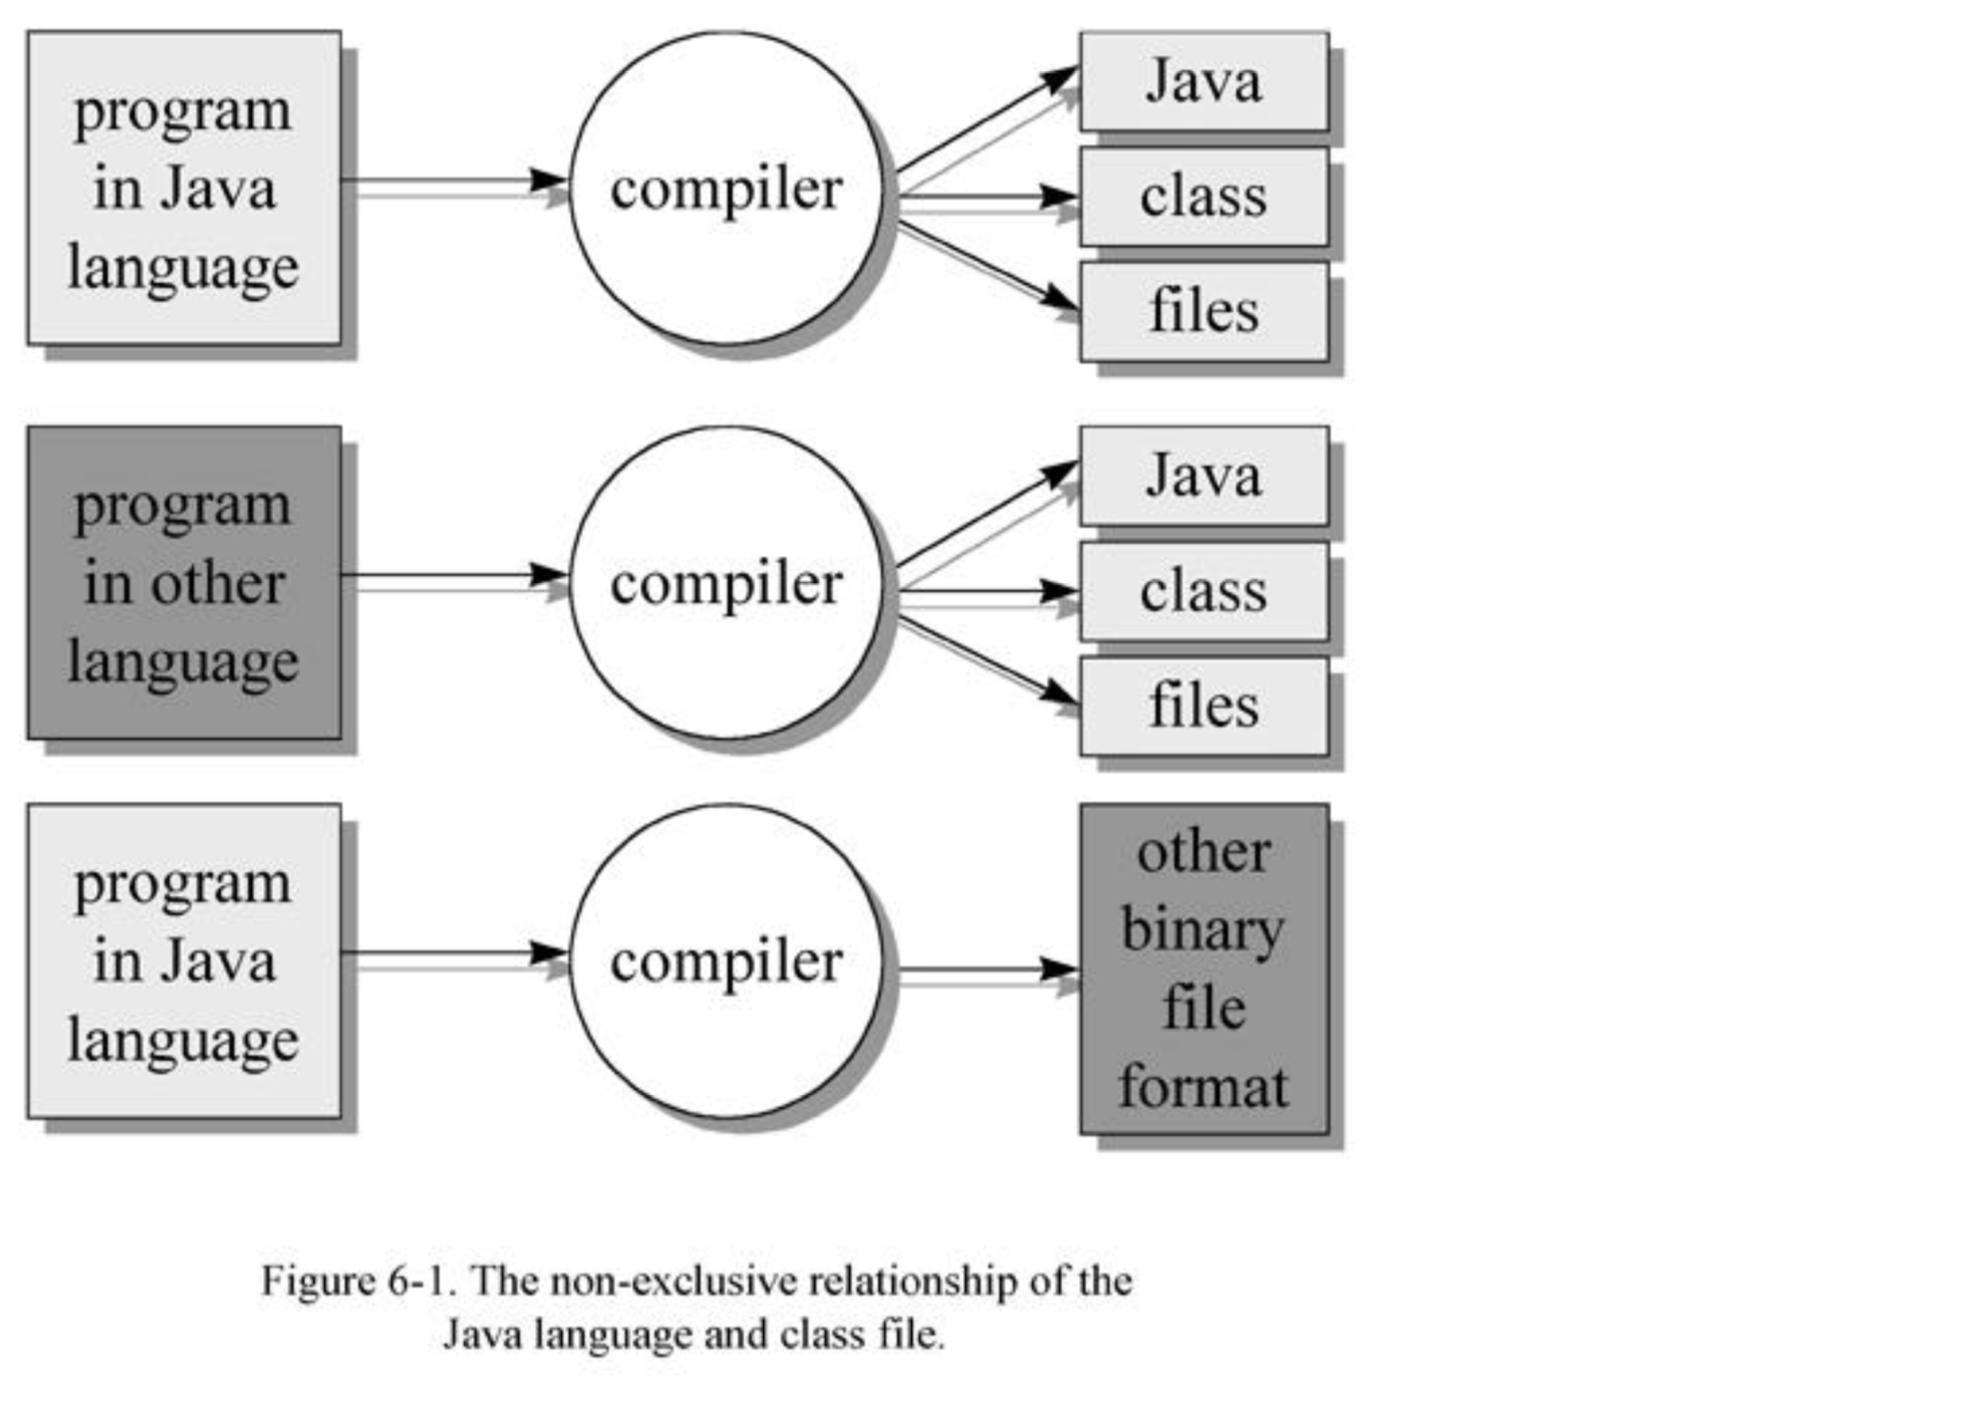 program
in Java
language
compiler
Java
class
files
program
in other
language
compiler
Java
class
files
program
in Java
language
compiler
other
binary
file
format
Figure 6-1. The non-exclusive relationship of the
Java language and class file.